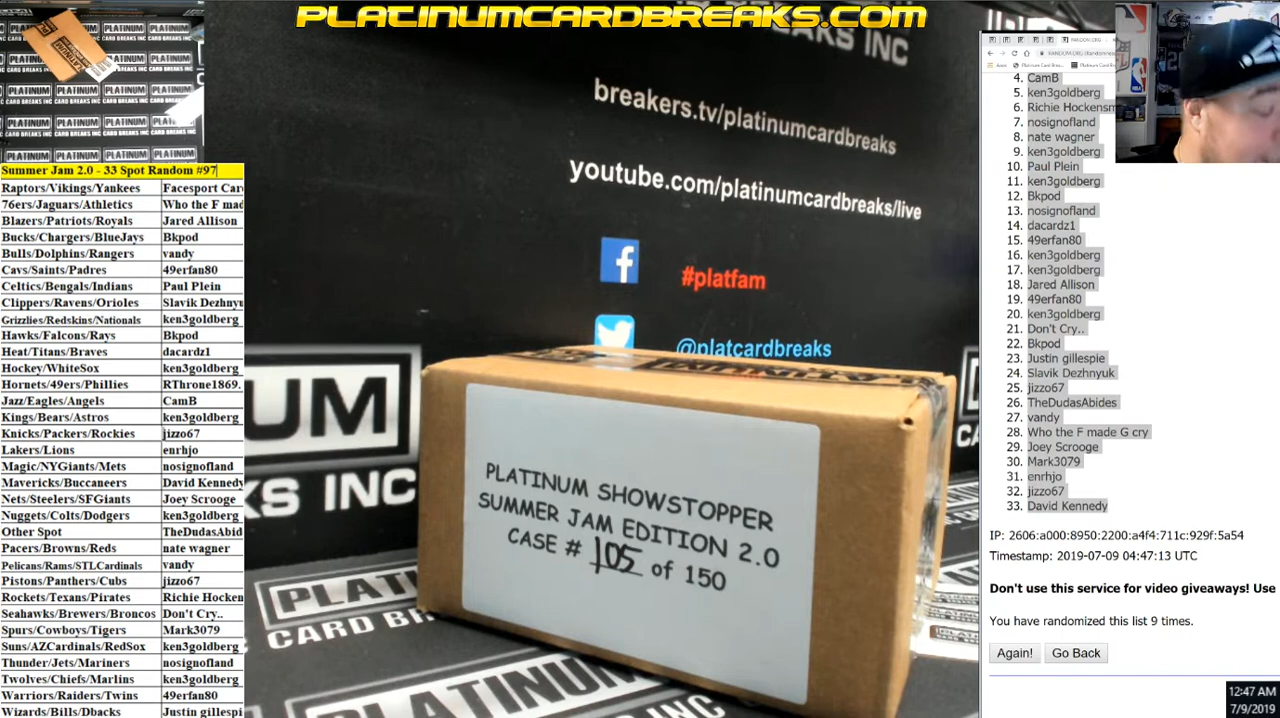 PLATINUMCARDBREAKS.COM
breakers.tv/platinumcardbreaks
youtube.com/platinumcardbreaks/live
#platfam
@platcardbreaks
PLATINUM SHOWSTOPPER
SUMMER JAM EDITION 2.0
CASE # 105 of 150
Summer Jam 2.0 - 33 Spot Random #97
Raptors/Vikings/Yankees Facesport Car
76ers/Jaguars/Athletics Who the F mad
Blazers/Patriots/Royals Jared Allison
Bucks/Chargers/BlueJays Bkpod
Bulls/Dolphins/Rangers vandy
Cavs/Saints/Padres 49erfan80
Celtics/Bengals/Indians Paul Plein
Clippers/Ravens/Orioles Slavik Dezhnyu
Grizzlies/Redskins/Nationals ken3goldberg
Hawks/Falcons/Rays Bkpod
Heat/Titans/Braves dacardz1
Hockey/WhiteSox ken3goldberg
Hornets/49ers/Phillies RThrone1869.
Jazz/Eagles/Angels CamB
Kings/Bears/Astros ken3goldberg
Knicks/Packers/Rockies jizzo67
Lakers/Lions enrhjo
Magic/NYGiants/Mets nosignofland
Mavericks/Buccaneers David Kennedy
Nets/Steelers/SFGiants Joey Scrooge
Nuggets/Colts/Dodgers ken3goldberg
Other Spot TheDudasAbid
Pacers/Browns/Reds nate wagner
Pelicans/Rams/STLCardinals vandy
Pistons/Panthers/Cubs jizzo67
Rockets/Texans/Pirates Richie Hocken
Seahawks/Brewers/Broncos Don't Cry..
Spurs/Cowboys/Tigers Mark3079
Suns/AZCardinals/RedSox ken3goldberg
Thunder/Jets/Mariners nosignofland
Twolves/Chiefs/Marlins ken3goldberg
Warriors/Raiders/Twins 49erfan80
Wizards/Bills/Dbacks Justin gillespi
4. CamB
5. ken3goldberg
6. Richie Hockensm
7. nosignofland
8. nate wagner
9. ken3goldberg
10. Paul Plein
11. ken3goldberg
12. Bkpod
13. nosignofland
14. dacardz1
15. 49erfan80
16. ken3goldberg
17. ken3goldberg
18. Jared Allison
19. 49erfan80
20. ken3goldberg
21. Don't Cry..
22. Bkpod
23. Justin gillespie
24. Slavik Dezhnyuk
25. jizzo67
26. TheDudasAbides
27. vandy
28. Who the F made G cry
29. Joey Scrooge
30. Mark3079
31. enrhjo
32. jizzo67
33. David Kennedy
IP: 2606:a000:8950:2200:a4f4:711c:929f:5a54
Timestamp: 2019-07-09 04:47:13 UTC
Don't use this service for video giveaways! Use
You have randomized this list 9 times.
Again! Go Back
12:47 AM
7/9/2019